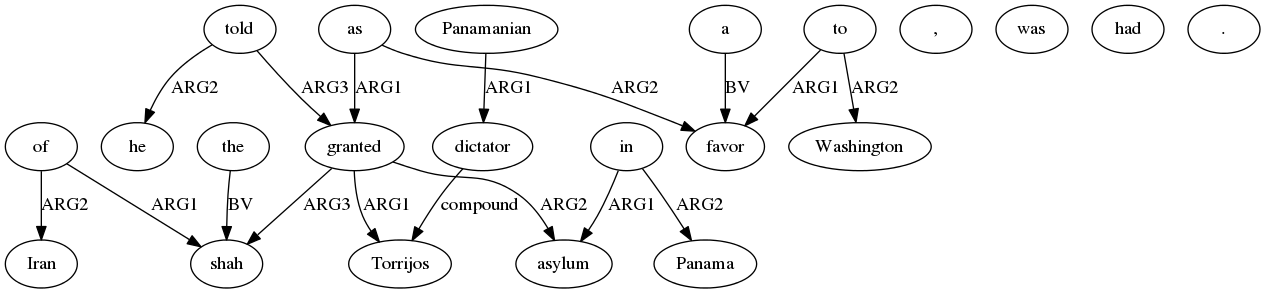 told as Panamanian a to , was had .
ARG2 ARG3 ARG1 ARG1 ARG2 BV ARG1 ARG2
of he the granted dictator in favor Washington
ARG2 ARG1 BV ARG3 ARG1 compound ARG2 ARG1 ARG2
Iran shah Torrijos asylum Panama